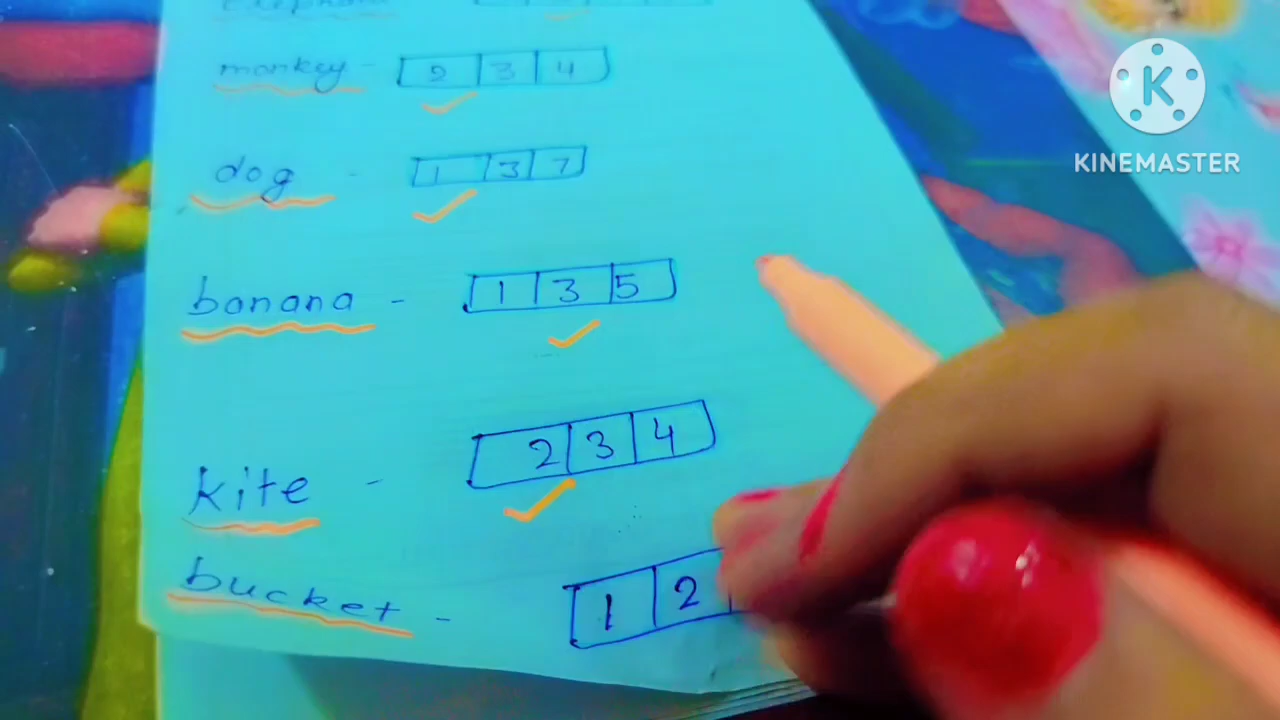 elephant
monkey - 2 3 4
K
KINEMASTER
dog - 1 3 7
banana - 1 3 5
kite - 2 3 4
bucket - 1 2